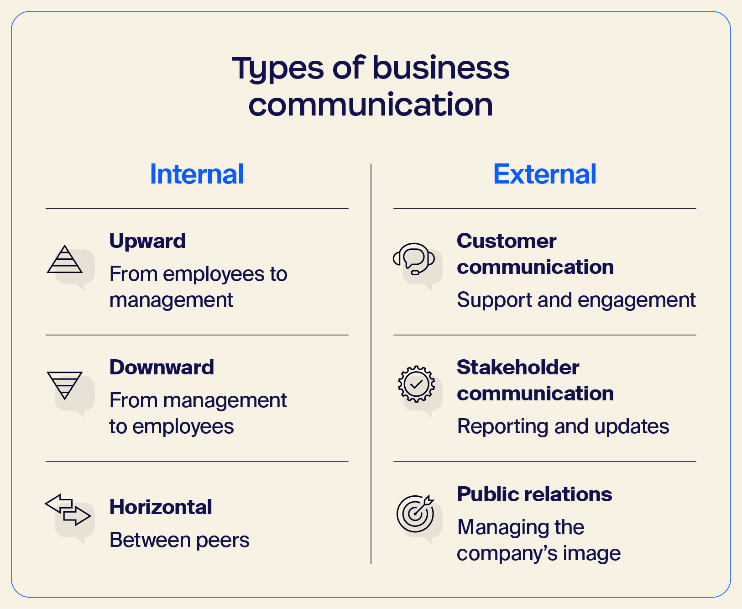 Types of business
communication
Internal
Upward
From employees to
management
Downward
From management
to employees
Horizontal
Between peers
External
Customer
communication
Support and engagement
Stakeholder
communication
Reporting and updates
Public relations
Managing the
company's image